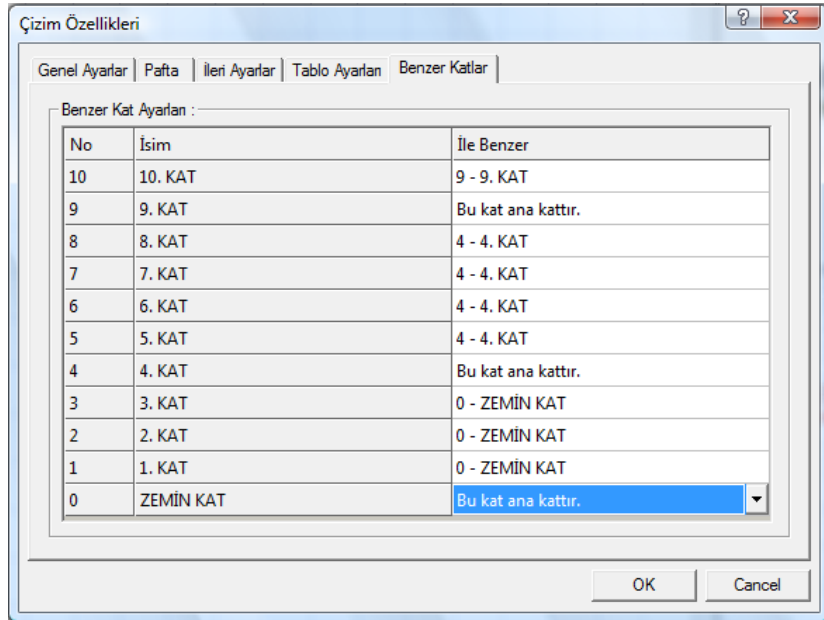 Çizim Özellikleri
Genel Ayarlar Pafta İleri Ayarlar Tablo Ayarları Benzer Katlar
Benzer Kat Ayarları :
No İsim İle Benzer
10 10. KAT 9 - 9. KAT
9 9. KAT Bu kat ana kattır.
8 8. KAT 4 - 4. KAT
7 7. KAT 4 - 4. KAT
6 6. KAT 4 - 4. KAT
5 5. KAT 4 - 4. KAT
4 4. KAT Bu kat ana kattır.
3 3. KAT 0 - ZEMİN KAT
2 2. KAT 0 - ZEMİN KAT
1 1. KAT 0 - ZEMİN KAT
0 ZEMİN KAT Bu kat ana kattır.
OK Cancel